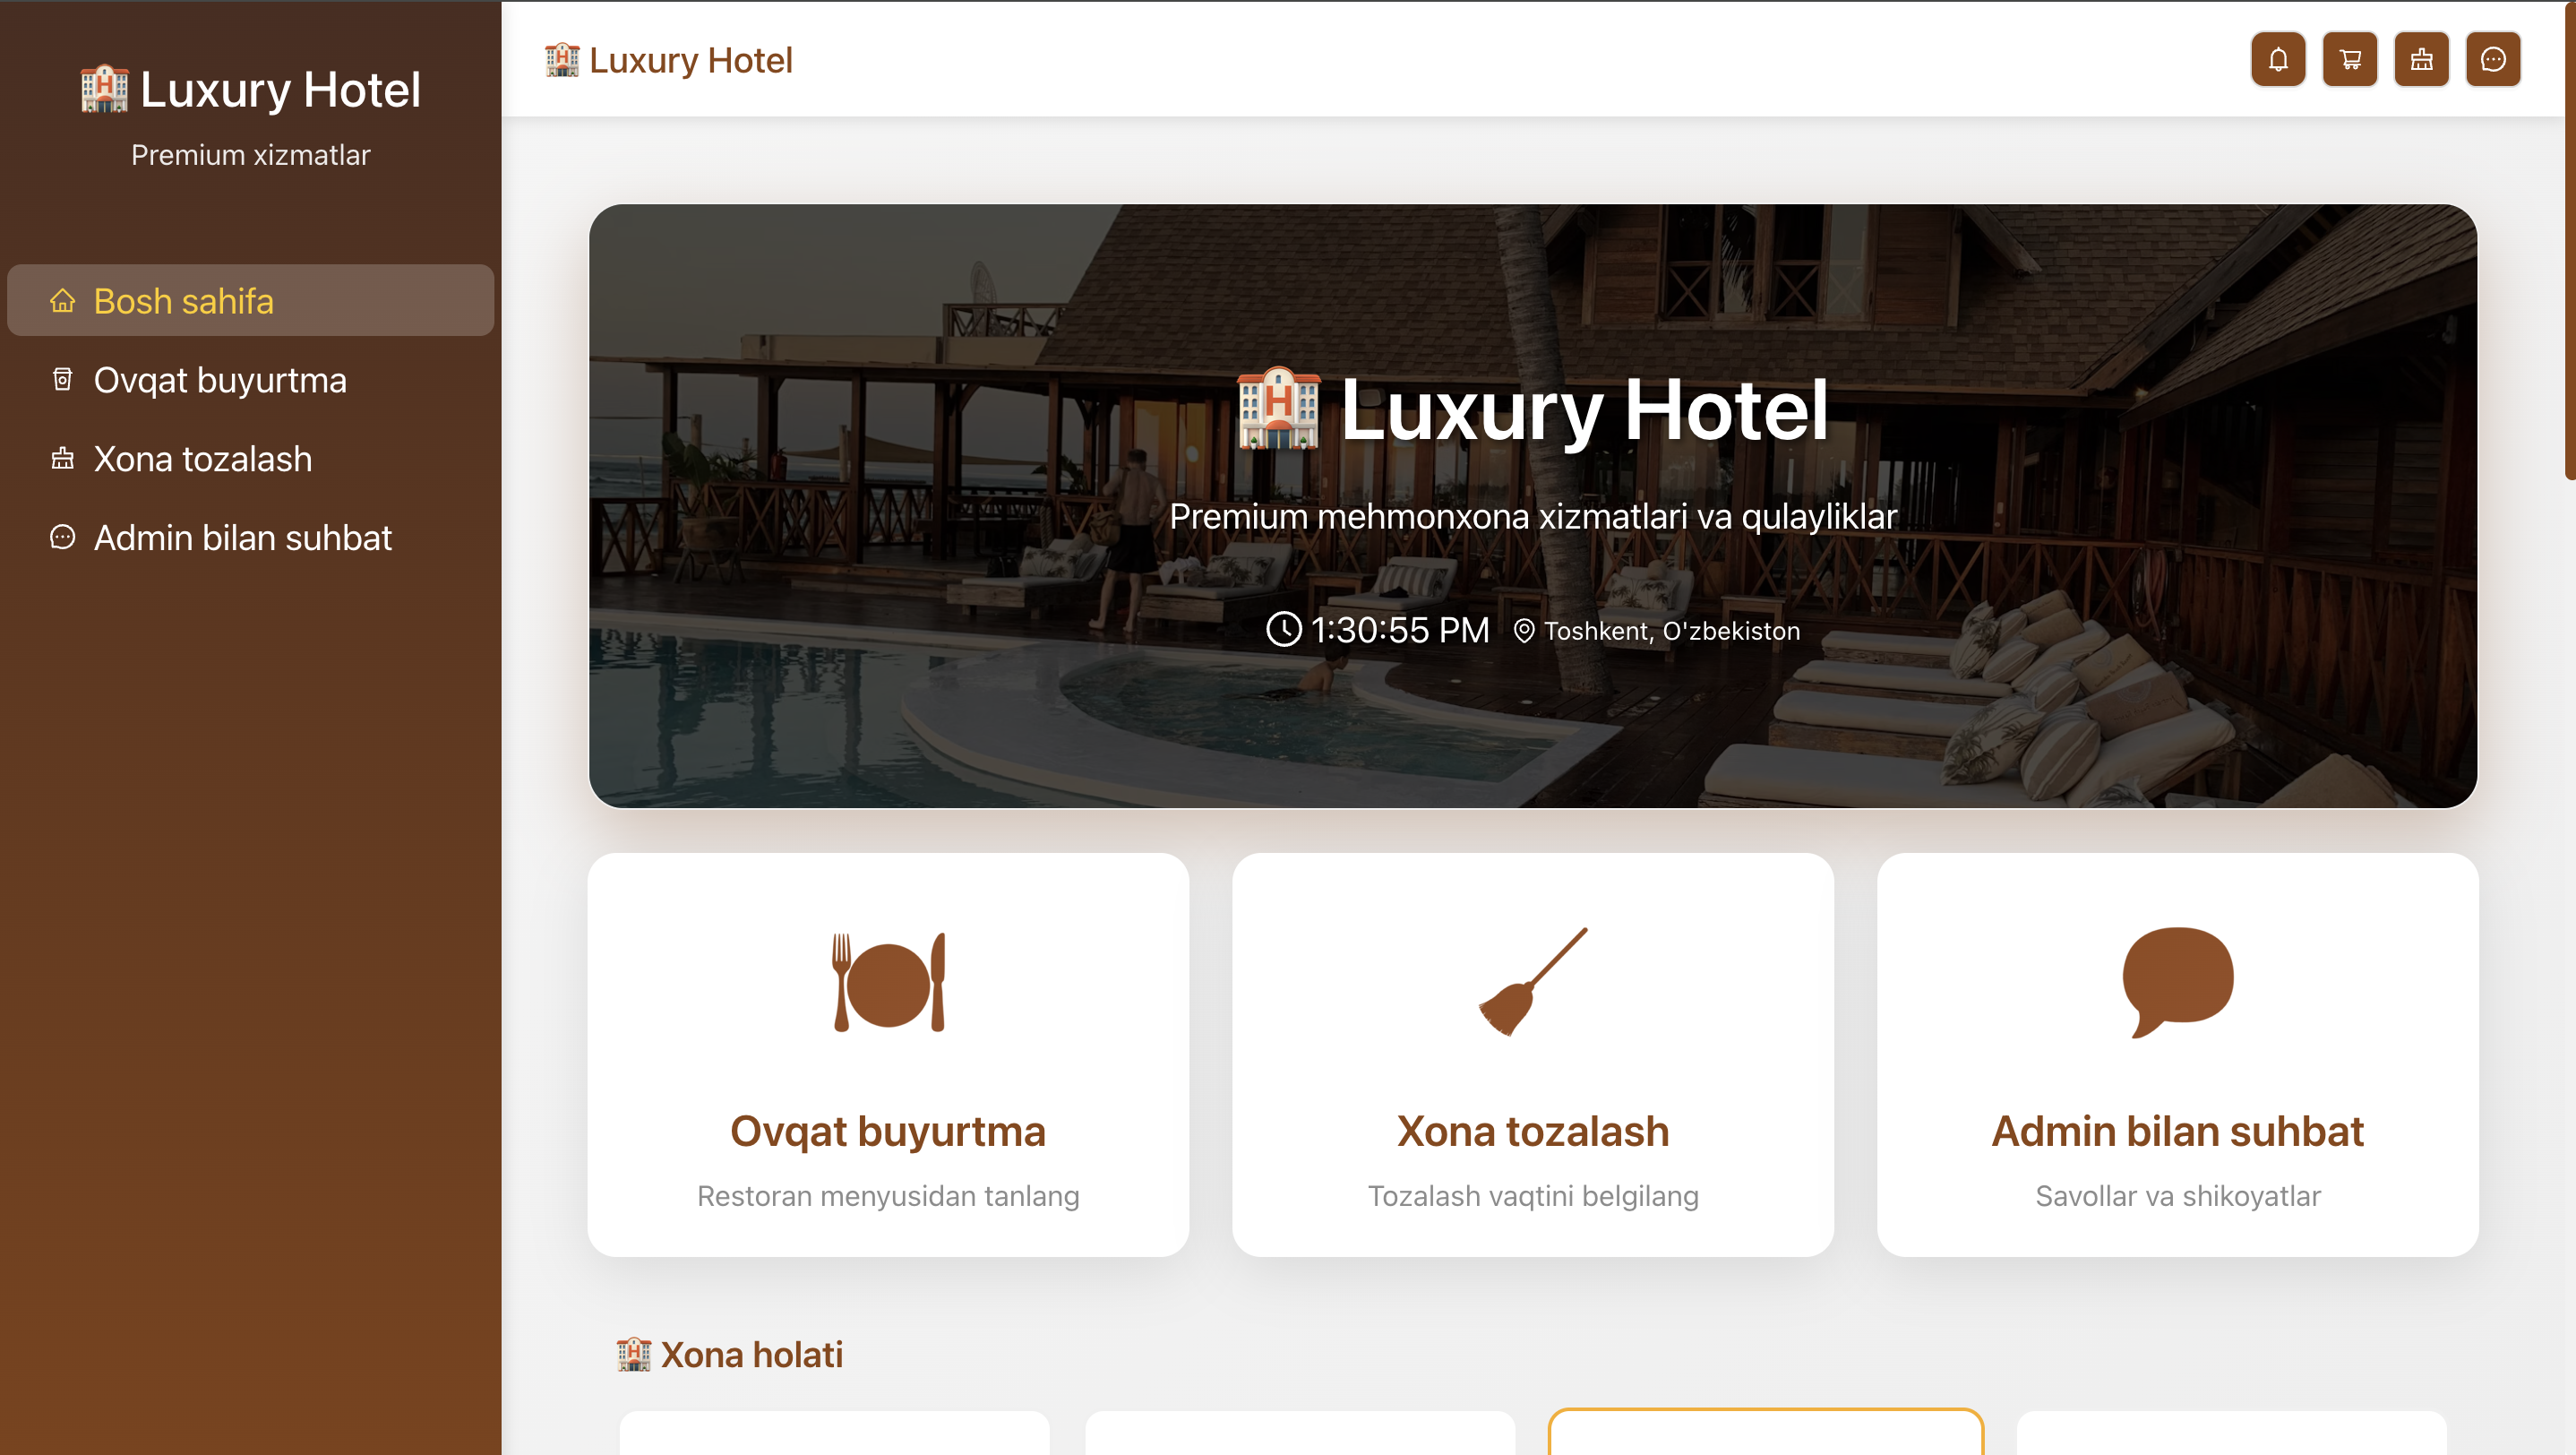 Luxury Hotel
Premium xizmatlar
Bosh sahifa
Ovqat buyurtma
Xona tozalash
Admin bilan suhbat
Luxury Hotel
Luxury Hotel
Premium mehmonxona xizmatlari va qulayliklar
1:30:55 PM Toshkent, O'zbekiston
Ovqat buyurtma
Restoran menyusidan tanlang
Xona tozalash
Tozalash vaqtini belgilang
Admin bilan suhbat
Savollar va shikoyatlar
Xona holati